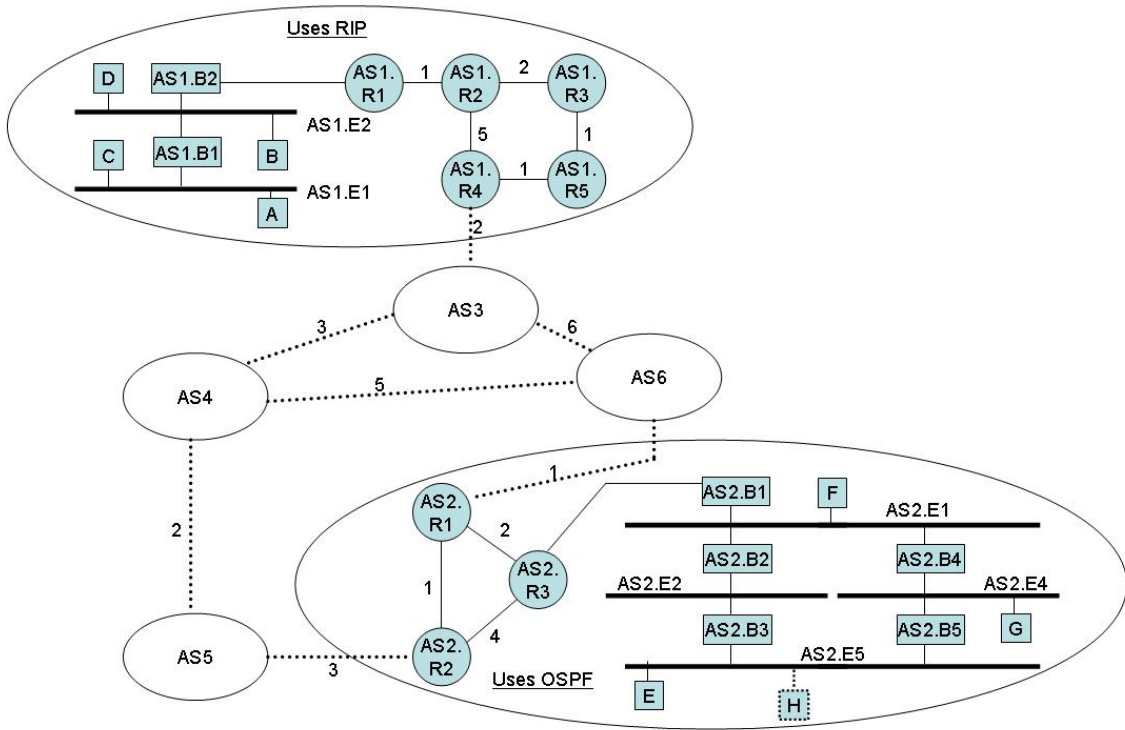 Uses RIP
D
AS1.B2
AS1.
R1
1
AS1.
R2
2
AS1.
R3
AS1.E2
5
1
C
AS1.B1
B
AS1.
R4
1
AS1.
R5
AS1.E1
A
2
AS3
3
6
AS6
AS4
5
1
AS2.
R1
AS2.B1
F
AS2.E1
2
2
AS2.
R3
AS2.B2
AS2.B4
1
AS2.E2
AS2.E4
4
AS2.B3
AS2.B5
G
AS5
3
AS2.
R2
AS2.E5
Uses OSPF
E
H